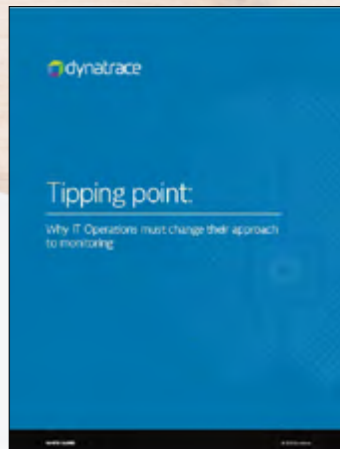 dynatrace
Tipping point:
Why IT Operations must change their approach
to monitoring